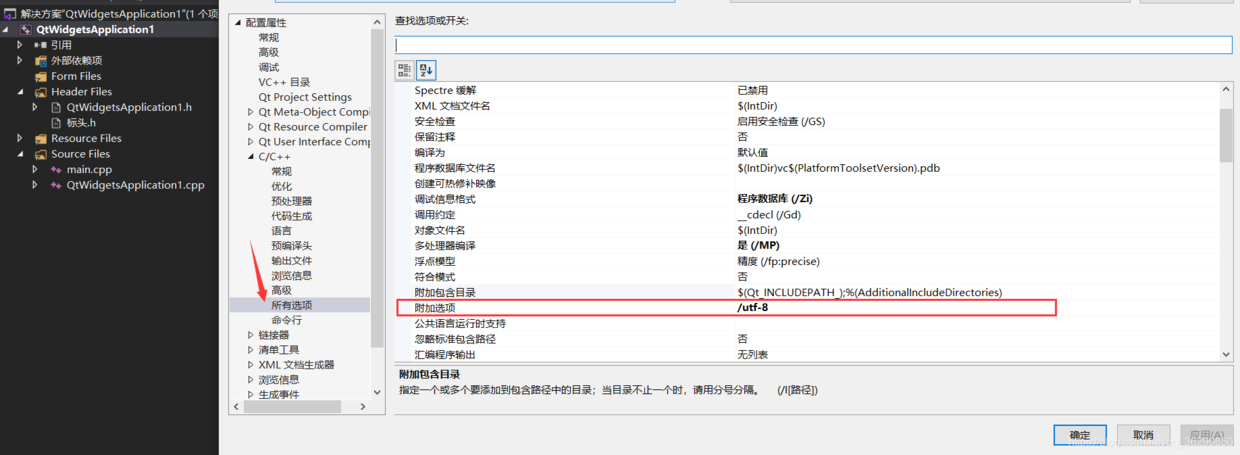 解决方案"QtWidgetsApplication1"(1 个项
QtWidgetsApplication1
引用
外部依赖项
Form Files
Header Files
QtWidgetsApplication1.h
标头.h
Resource Files
Source Files
main.cpp
QtWidgetsApplication1.cpp
配置属性
常规
高级
调试
VC++ 目录
Qt Project Settings
Qt Meta-Object Compi
Qt Resource Compiler
Qt User Interface Comp
C/C++
常规
优化
预处理器
代码生成
语言
预编译头
输出文件
浏览信息
高级
所有选项
命令行
链接器
清单工具
XML 文档生成器
浏览信息
生成事件
查找选项或开关:
Spectre 缓解 已禁用
XML 文档文件名 $(IntDir)
安全检查 启用安全检查 (/GS)
保留注释 否
编译为 默认值
程序数据库文件名 $(IntDir)vc$(PlatformToolsetVersion).pdb
创建可热修补映像
调试信息格式 程序数据库 (/Zi)
调用约定 __cdecl (/Gd)
对象文件名 $(IntDir)
多处理器编译 是 (/MP)
浮点模型 精度 (/fp:precise)
符合模式 否
附加包含目录 $(Qt_INCLUDEPATH_);%(AdditionalIncludeDirectories)
附加选项 /utf-8
公共语言运行时支持
忽略标准包含路径 否
汇编程序输出 无列表
附加包含目录
指定一个或多个要添加到包含路径中的目录；当目录不止一个时，请用分号分隔。 (/I[路径])
确定 取消 应用(A)